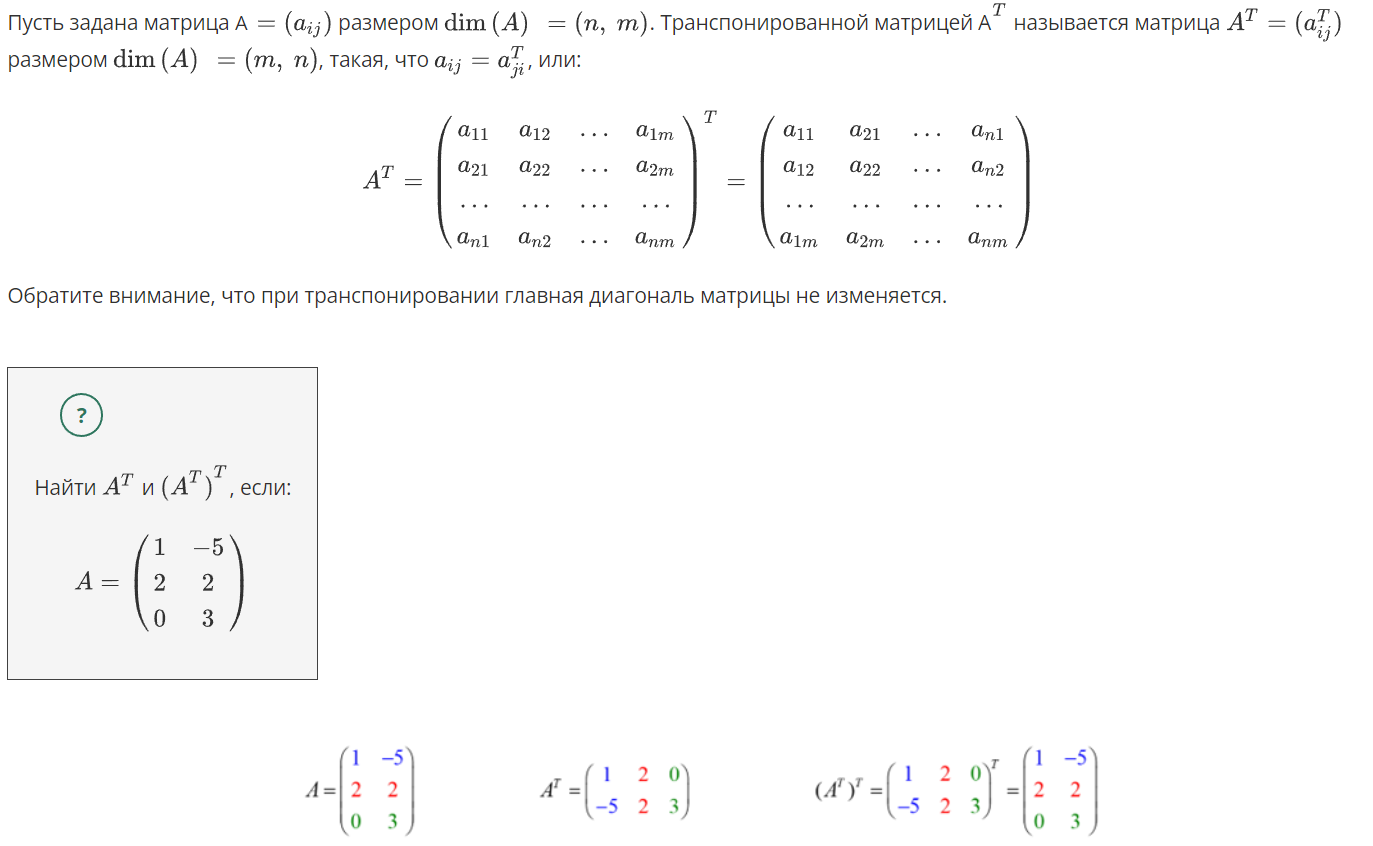 Пусть задана матрица A = (a_{ij}) размером dim (A) = (n, m). Транспонированной матрицей A^T называется матрица A^T = (a_{ij}^T)
размером dim (A) = (m, n), такая, что a_{ij} = a_{ji}^T, или:
A^T = \begin{pmatrix} a_{11} & a_{12} & \dots & a_{1m} \\ a_{21} & a_{22} & \dots & a_{2m} \\ \dots & \dots & \dots & \dots \\ a_{n1} & a_{n2} & \dots & a_{nm} \end{pmatrix}^T = \begin{pmatrix} a_{11} & a_{21} & \dots & a_{n1} \\ a_{12} & a_{22} & \dots & a_{n2} \\ \dots & \dots & \dots & \dots \\ a_{1m} & a_{2m} & \dots & a_{nm} \end{pmatrix}
Обратите внимание, что при транспонировании главная диагональ матрицы не изменяется.
?
Найти A^T и (A^T)^T, если:
A = \begin{pmatrix} 1 & -5 \\ 2 & 2 \\ 0 & 3 \end{pmatrix}
A = \begin{pmatrix} 1 & -5 \\ 2 & 2 \\ 0 & 3 \end{pmatrix} A^T = \begin{pmatrix} 1 & 2 & 0 \\ -5 & 2 & 3 \end{pmatrix} (A^T)^T = \begin{pmatrix} 1 & 2 & 0 \\ -5 & 2 & 3 \end{pmatrix}^T = \begin{pmatrix} 1 & -5 \\ 2 & 2 \\ 0 & 3 \end{pmatrix}